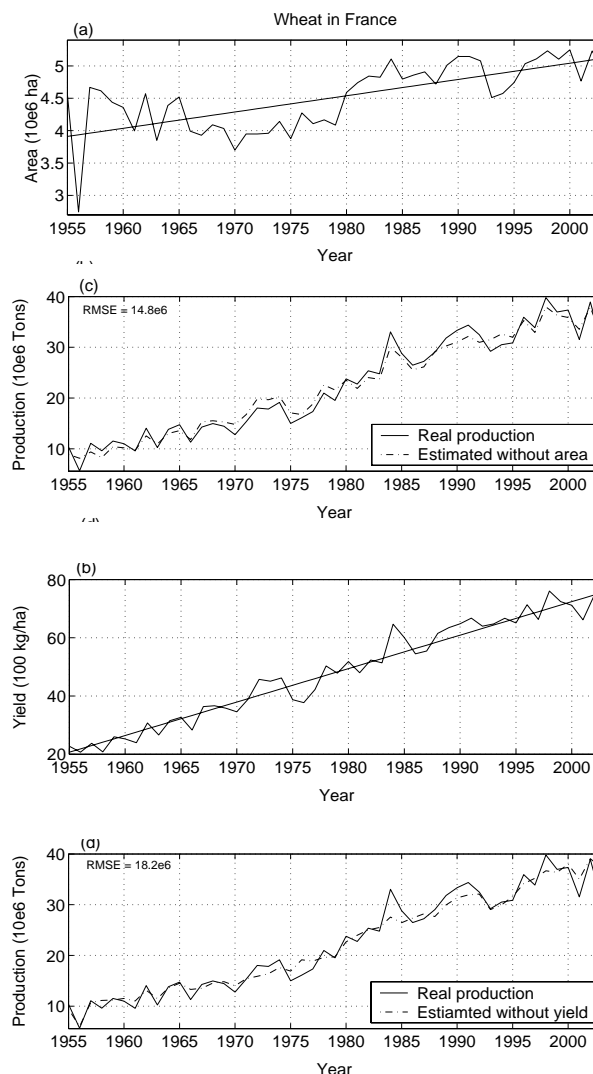 Wheat in France
(a)
Area (10e6 ha)
5
4.5
4
3.5
3
1955 1960 1965 1970 1975 1980 1985 1990 1995 2000
Year
(c)
RMSE = 14.8e6
Production (10e6 Tons)
40
30
20
10
Real production
Estimated without area
1955 1960 1965 1970 1975 1980 1985 1990 1995 2000
Year
(b)
Yield (100 kg/ha)
80
60
40
20
1955 1960 1965 1970 1975 1980 1985 1990 1995 2000
Year
(d)
RMSE = 18.2e6
Production (10e6 Tons)
40
30
20
10
Real production
Estiamted without yield
1955 1960 1965 1970 1975 1980 1985 1990 1995 2000
Year